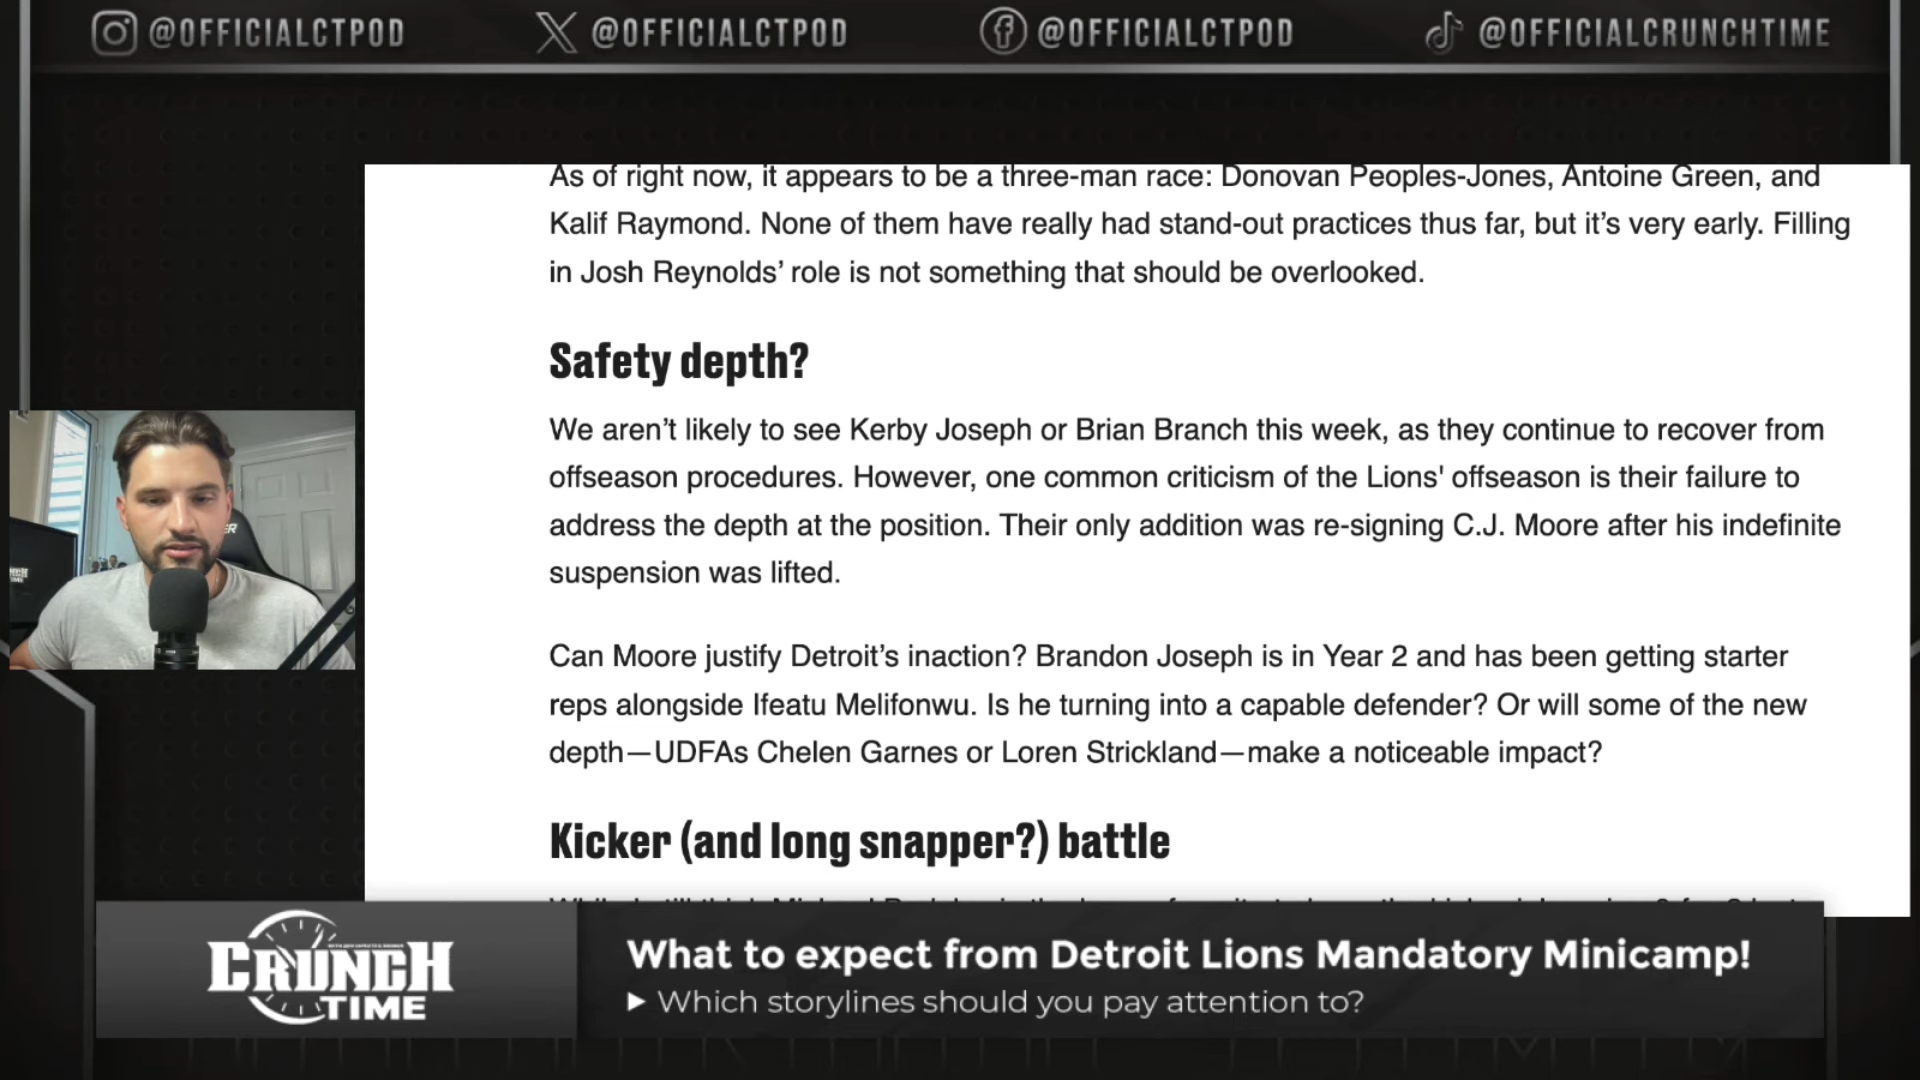 @OFFICIALCTPOD @OFFICIALCTPOD @OFFICIALCTPOD @OFFICIALCRUNCHTIME
As of right now, it appears to be a three-man race: Donovan Peoples-Jones, Antoine Green, and
Kalif Raymond. None of them have really had stand-out practices thus far, but it’s very early. Filling
in Josh Reynolds’ role is not something that should be overlooked.
Safety depth?
We aren’t likely to see Kerby Joseph or Brian Branch this week, as they continue to recover from
offseason procedures. However, one common criticism of the Lions' offseason is their failure to
address the depth at the position. Their only addition was re-signing C.J. Moore after his indefinite
suspension was lifted.
Can Moore justify Detroit’s inaction? Brandon Joseph is in Year 2 and has been getting starter
reps alongside Ifeatu Melifonwu. Is he turning into a capable defender? Or will some of the new
depth—UDFAs Chelen Garnes or Loren Strickland—make a noticeable impact?
Kicker (and long snapper?) battle
CRUNCH
TIME
What to expect from Detroit Lions Mandatory Minicamp!
Which storylines should you pay attention to?